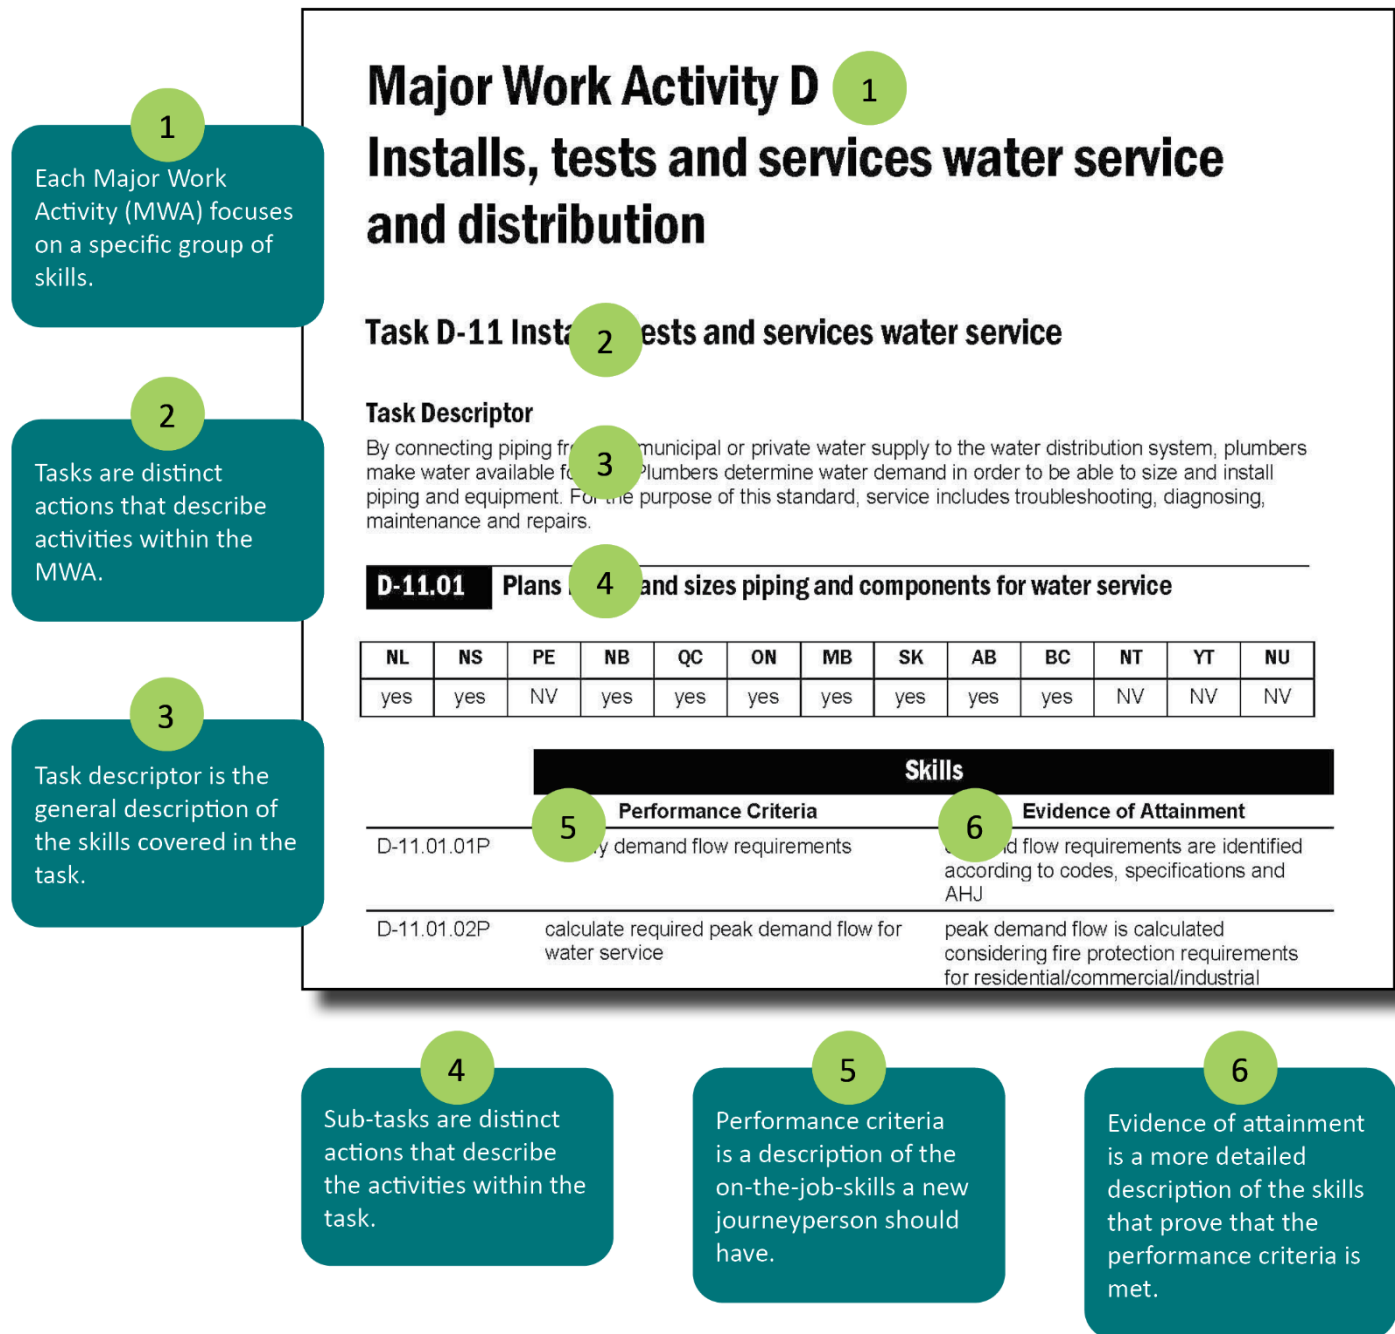 Major Work Activity D 1
Installs, tests and services water service
and distribution
1
Each Major Work
Activity (MWA) focuses
on a specific group of
skills.
Task D-11 2 and services water service
2
Tasks are distinct
actions that describe
activities within the
MWA.
Task Descriptor
By connecting piping municipal or private water supply to the water distribution system, plumbers
make water available 3 Plumbers determine water demand in order to be able to size and install
piping and equipment. For the purpose of this standard, service includes troubleshooting, diagnosing,
maintenance and repairs.
D-11.01 Plans 4 and sizes piping and components for water service
NL NS PE NB QC ON MB SK AB BC NT YT NU
yes yes NV yes yes yes yes yes yes yes NV NV NV
3
Task descriptor is the
general description of
the skills covered in the
task.
Skills
5 Performance Criteria 6 Evidence of Attainment
D-11.01.01P demand flow requirements flow requirements are identified
according to codes, specifications and
AHJ
D-11.01.02P calculate required peak demand flow for
water service
peak demand flow is calculated
considering fire protection requirements
for residential/commercial/industrial
4
Sub-tasks are distinct
actions that describe
the activities within the
task.
5
Performance criteria
is a description of the
on-the-job-skills a new
journeyperson should
have.
6
Evidence of attainment
is a more detailed
description of the skills
that prove that the
performance criteria is
met.